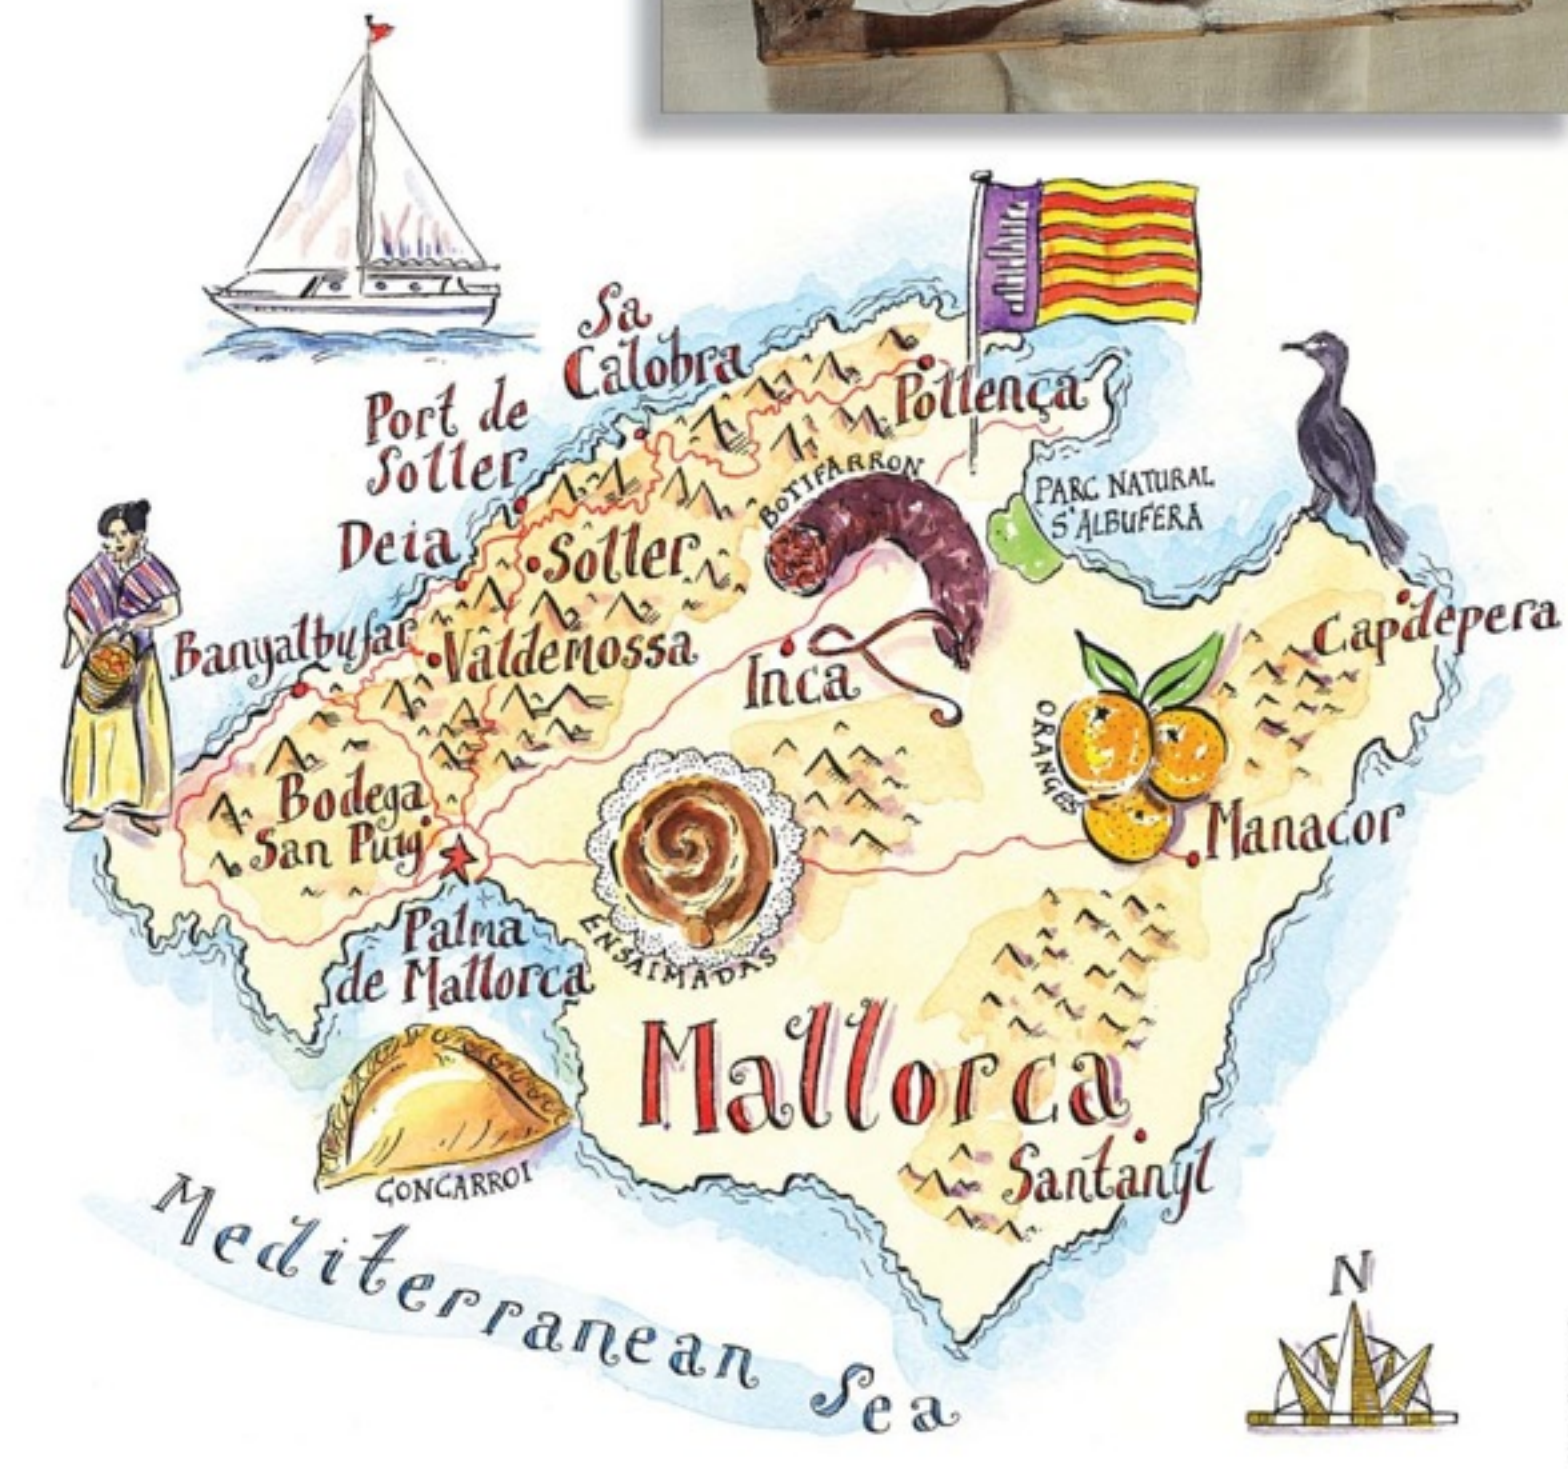 Sa
Calobra
Port de
Soller
Pollença
BOTIFARRON
PARC NATURAL
S'ALBUFERA
Deia
Soller
Banyalbufar
Valdemossa
Inca
Capdepera
ORANGES
Bodega
San Puig
Manacor
Palma
de Mallorca
ENSAIMADAS
Mallorca
CONCARROI
Santanyl
Mediterranean Sea
N